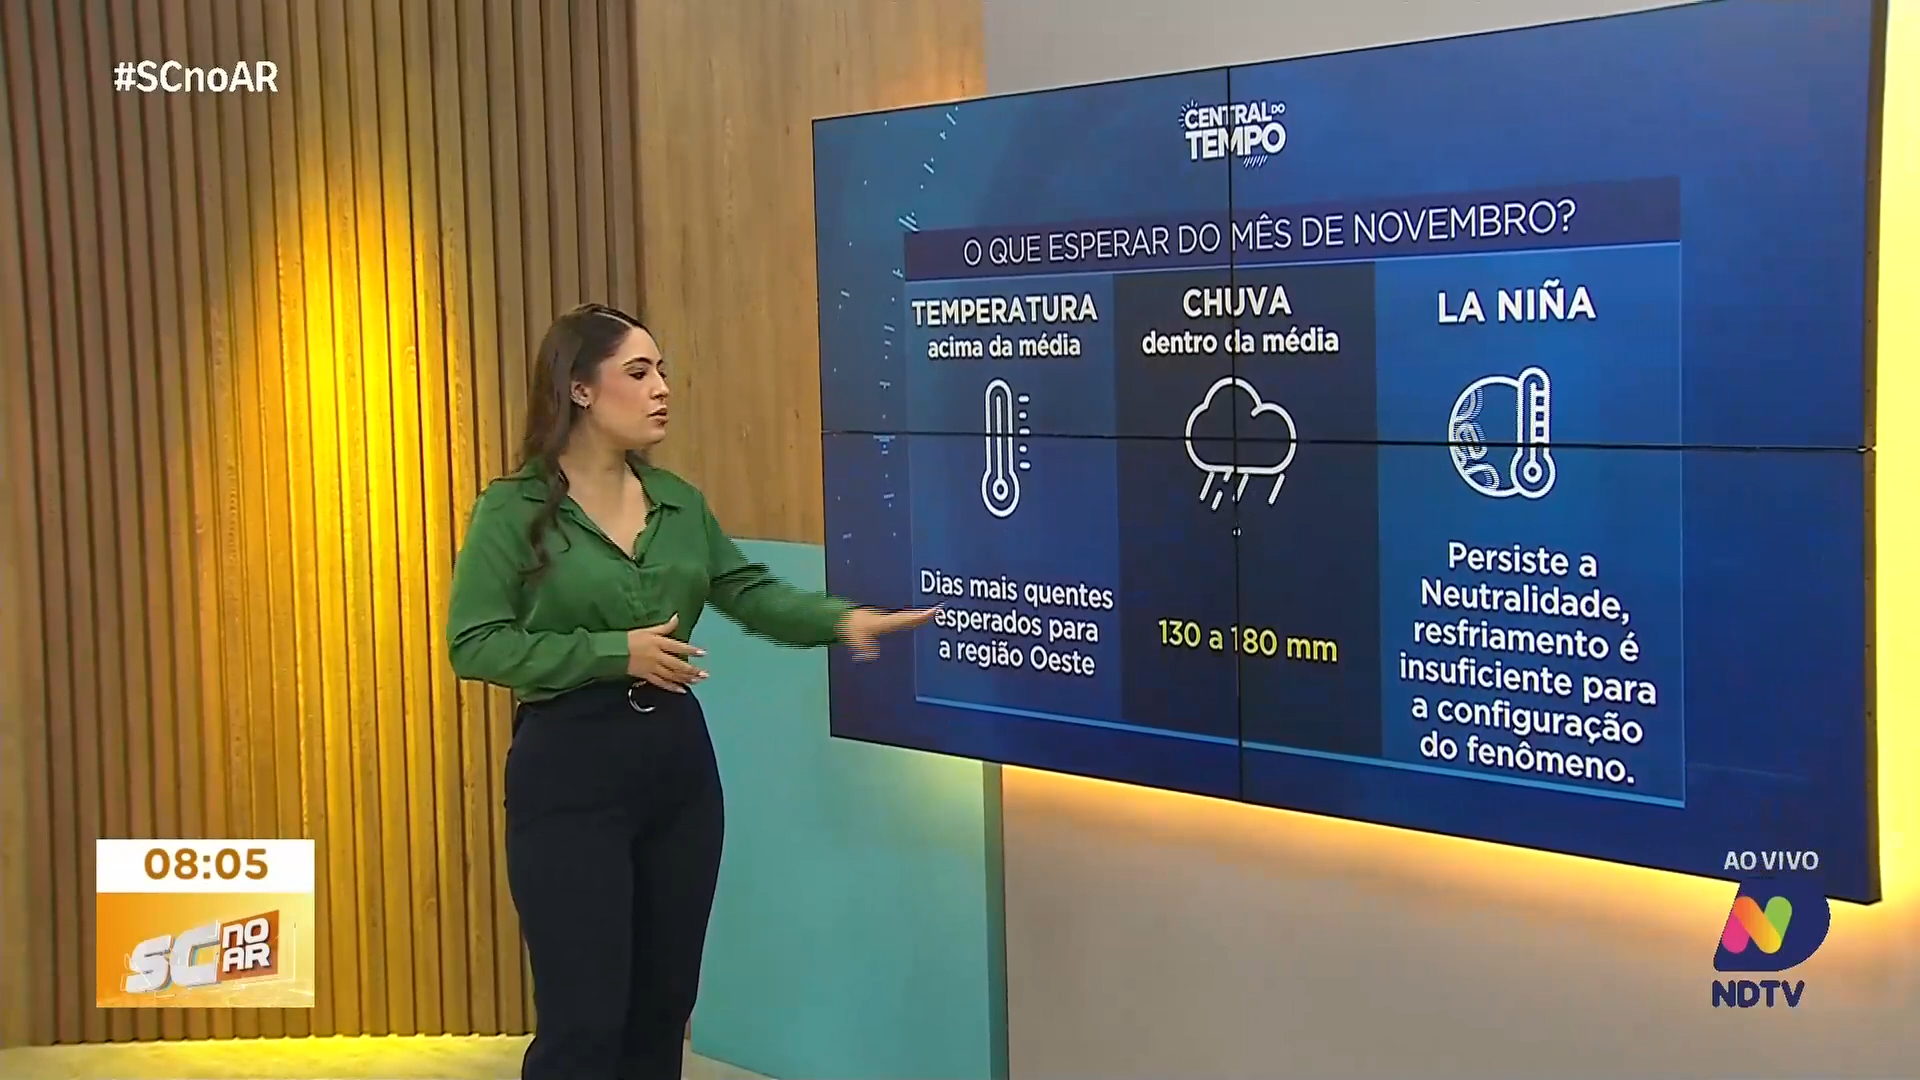 #SCnoAR
CENTRAL DO
TEMPO
O QUE ESPERAR DO MÊS DE NOVEMBRO?
TEMPERATURA
acima da média
Dias mais quentes
esperados para
a região Oeste
CHUVA
dentro da média
130 a 180 mm
LA NIÑA
Persiste a
Neutralidade,
resfriamento é
insuficiente para
a configuração
do fenômeno.
08:05
SC NO
AR
AO VIVO
NDTV